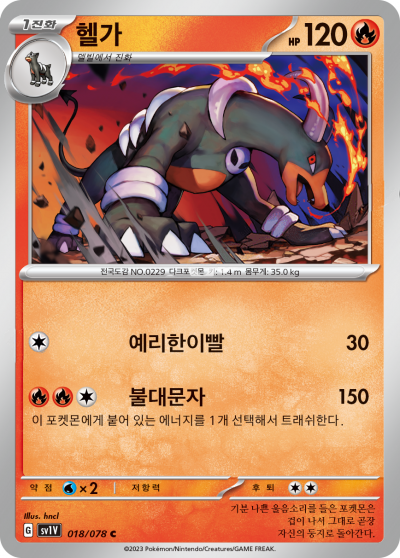 1진화
헬가
HP 120
델빌에서 진화
전국도감 NO.0229 다크포켓몬 키: 1.4 m 몸무게: 35.0 kg
예리한이빨 30
불대문자 150
이 포켓몬에게 붙어 있는 에너지를 1개 선택해서 트래쉬한다.
약점 ×2 저항력 후퇴
Illus. hncl
G sv1V 018/078 C
기분 나쁜 울음소리를 들은 포켓몬은
겁이 나서 그대로 곧장
자신의 둥지로 돌아간다.
©2023 Pokémon/Nintendo/Creatures/GAME FREAK.